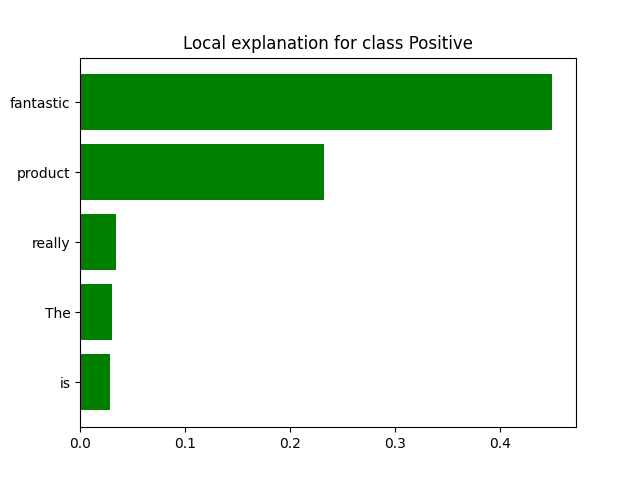 Local explanation for class Positive
fantastic
product
really
The
is
0.0 0.1 0.2 0.3 0.4